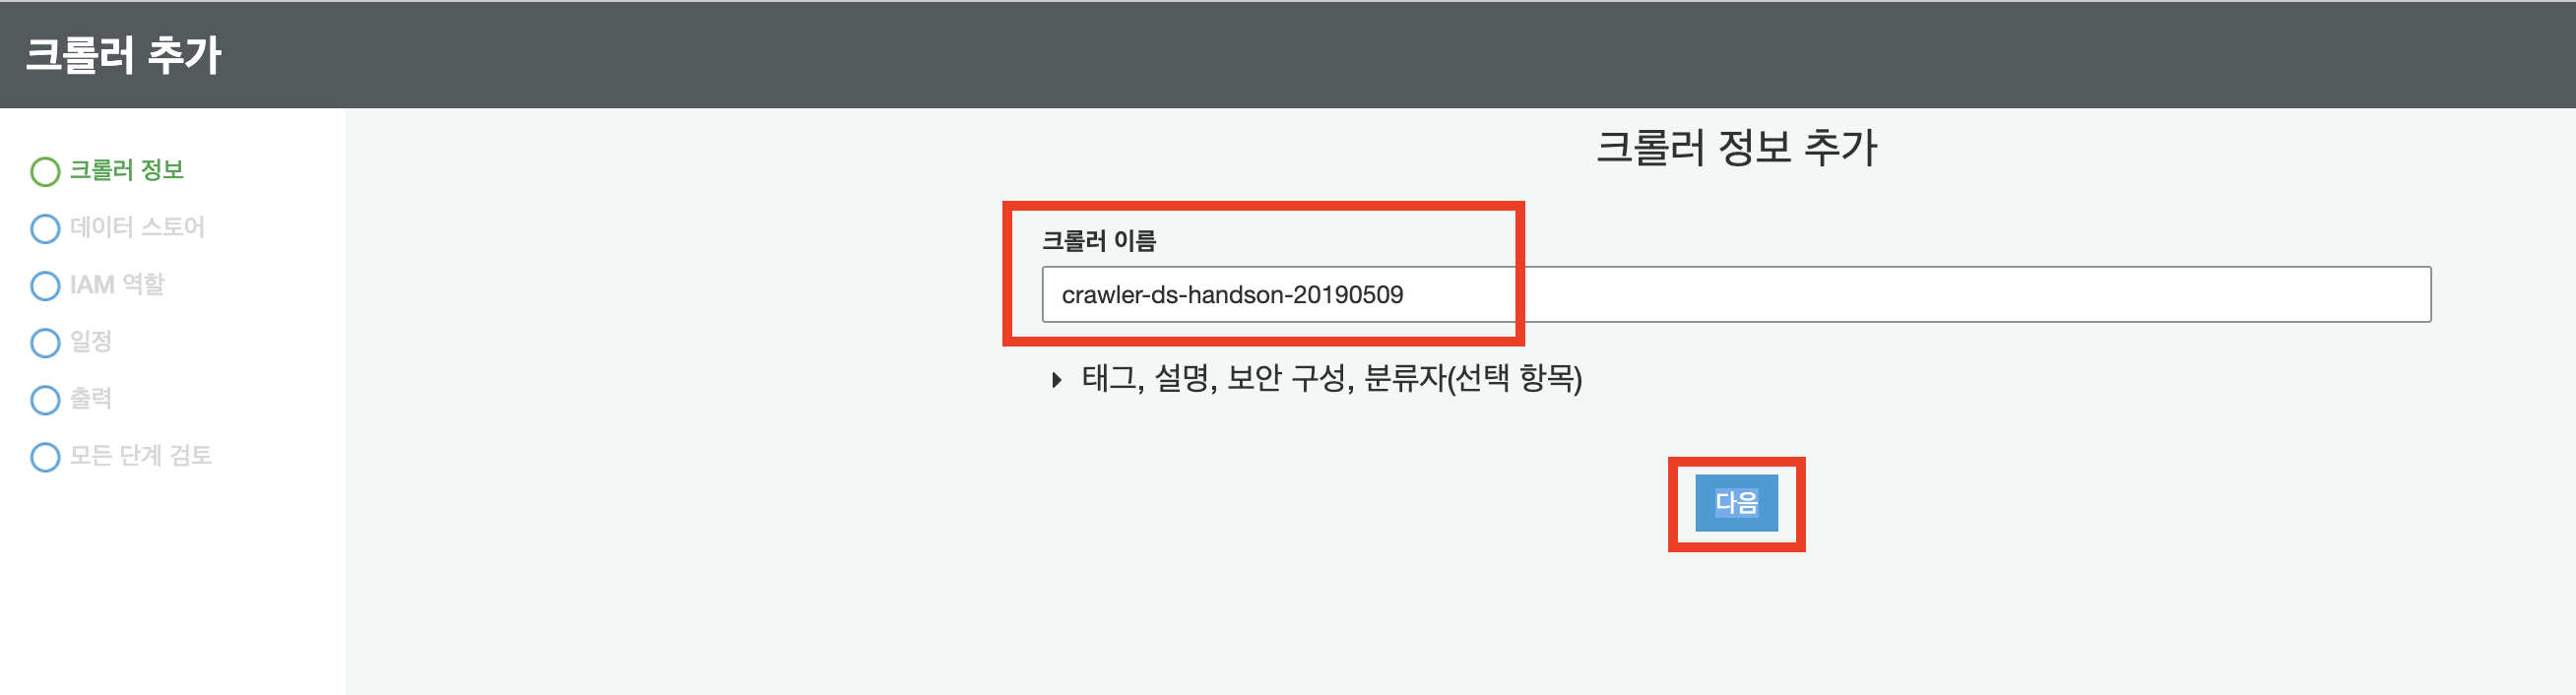 크롤러 추가
크롤러 정보
데이터 스토어
IAM 역할
일정
출력
모든 단계 검토
크롤러 정보 추가
크롤러 이름
crawler-ds-handson-20190509
태그, 설명, 보안 구성, 분류자(선택 항목)
다음